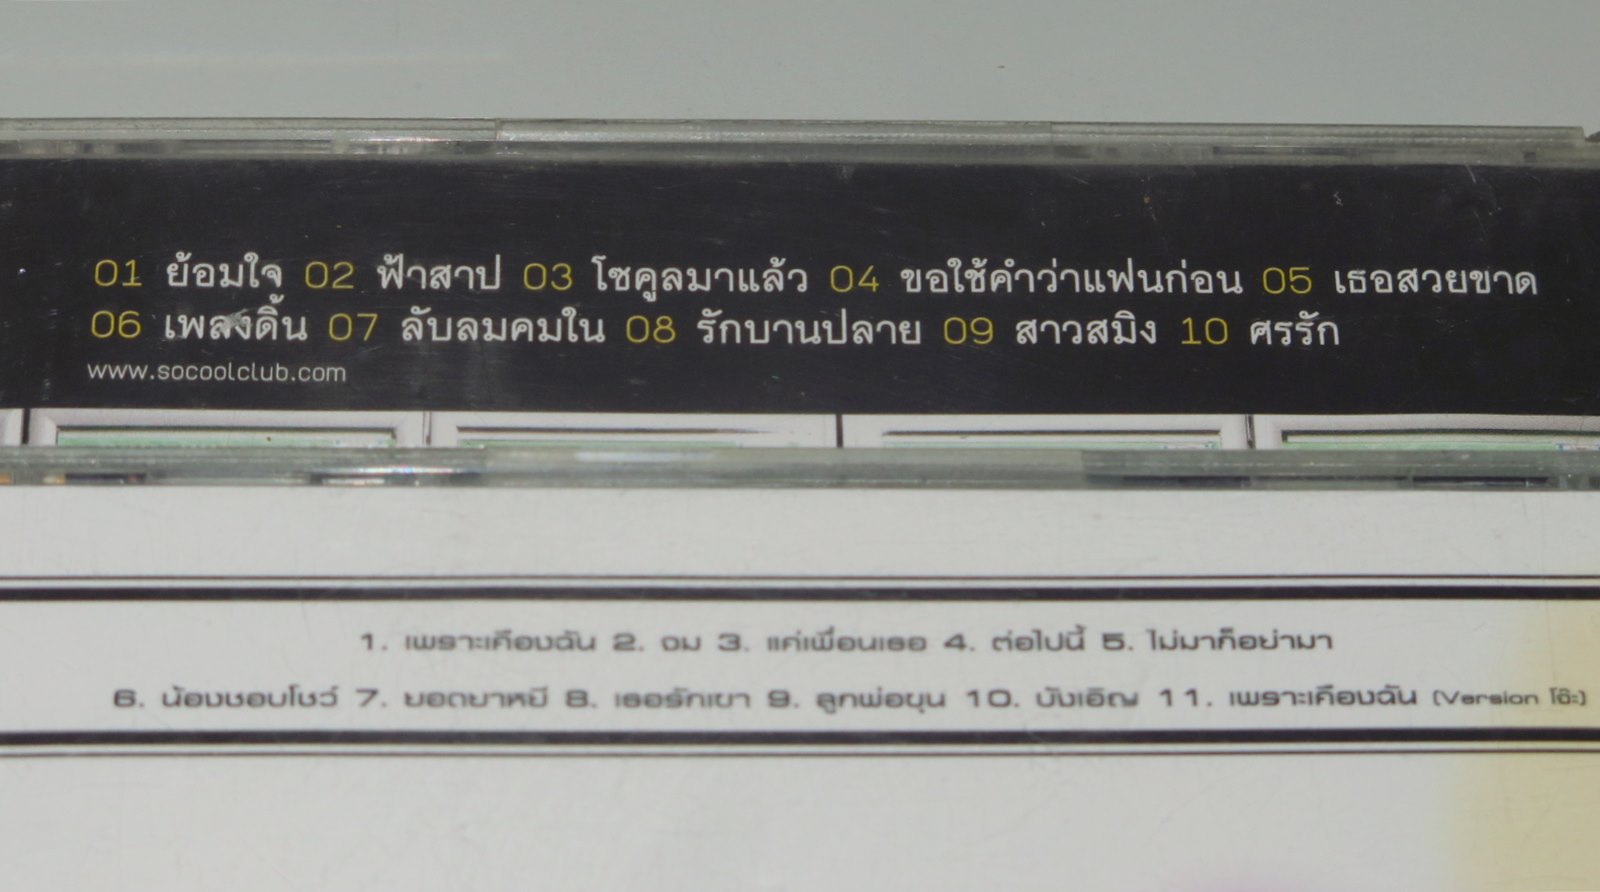 01 ย้อมใจ 02 ฟ้าสาป 03 โซคูลมาแล้ว 04 ขอใช้คำว่าแฟนก่อน 05 เธอสวยขาด
06 เพลงดิ้น 07 ลับลมคมใน 08 รักบานปลาย 09 สาวสมิง 10 ศรรัก
www.socoolclub.com
1. เพราะเคืองฉัน 2. จม 3. แค่เพื่อนเธอ 4. ต่อไปนี้ 5. ไม่มาก็อย่ามา
6. น้องชอบโชว์ 7. ยอดยาหยี 8. เธอรักเขา 9. ลูกพ่อขุน 10. บังเอิญ 11. เพราะเคืองฉัน (Version โอ๊ะ)